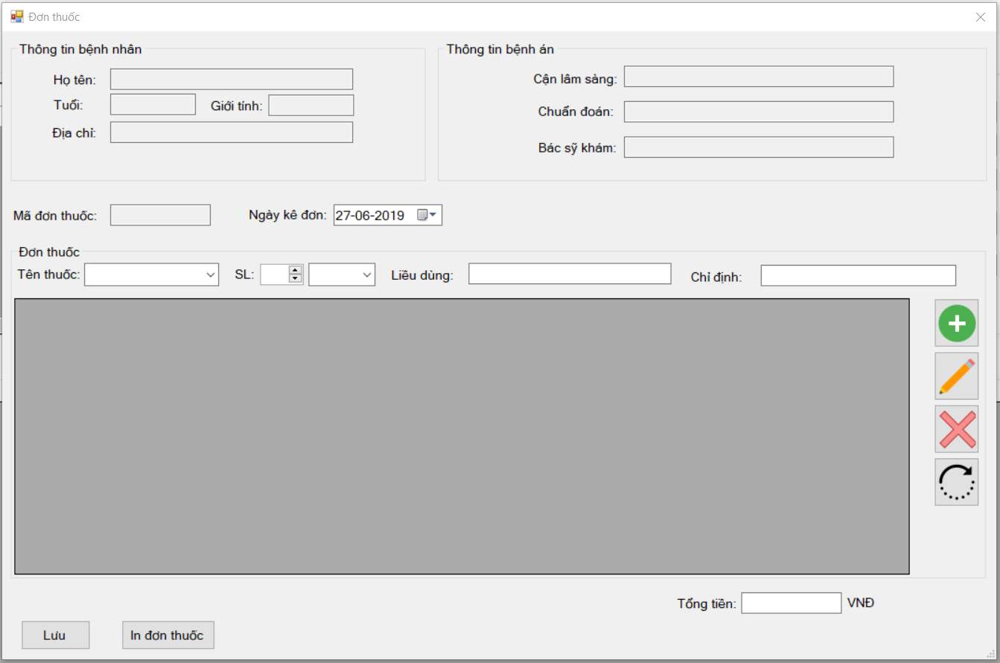 Đơn thuốc
Thông tin bệnh nhân
Họ tên:
Tuổi:
Giới tính:
Địa chỉ:
Thông tin bệnh án
Cận lâm sàng:
Chuẩn đoán:
Bác sỹ khám:
Mã đơn thuốc:
Ngày kê đơn: 27-06-2019
Đơn thuốc
Tên thuốc:
SL:
Liều dùng:
Chỉ định:
Tổng tiền:
VNĐ
Lưu
In đơn thuốc